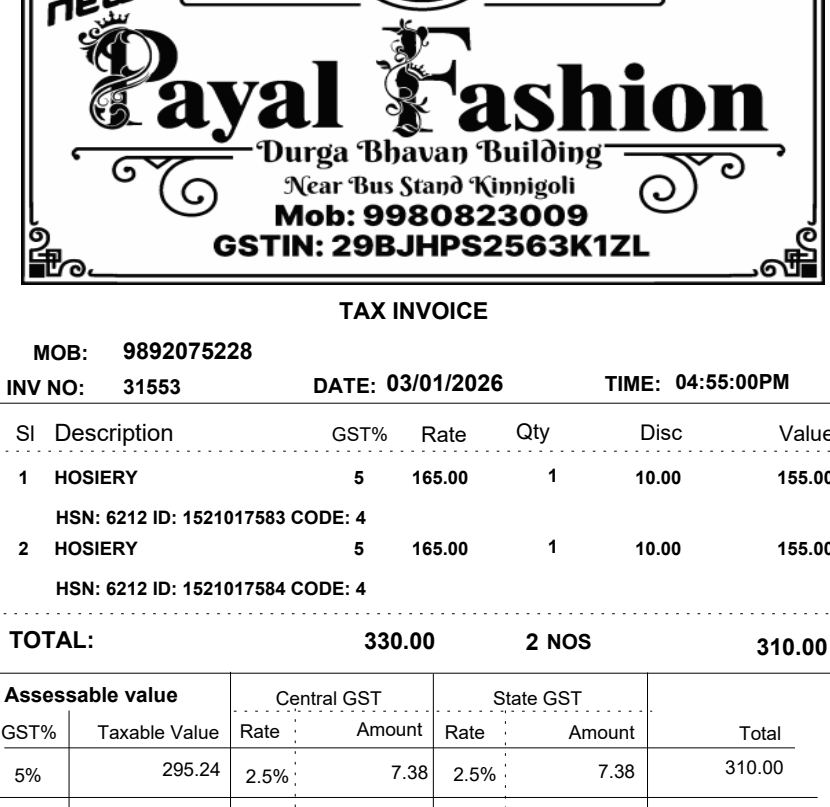 new
Payal Fashion
Durga Bhavan Building
Near Bus Stand Kinnigoli
Mob: 9980823009
GSTIN: 29BJHPS2563K1ZL
TAX INVOICE
MOB: 9892075228
INV NO: 31553 DATE: 03/01/2026 TIME: 04:55:00PM
Sl Description GST% Rate Qty Disc Value
1 HOSIERY 5 165.00 1 10.00 155.00
HSN: 6212 ID: 1521017583 CODE: 4
2 HOSIERY 5 165.00 1 10.00 155.00
HSN: 6212 ID: 1521017584 CODE: 4
TOTAL: 330.00 2 NOS 310.00
Assessable value Central GST State GST
GST% Taxable Value Rate Amount Rate Amount Total
5% 295.24 2.5% 7.38 2.5% 7.38 310.00